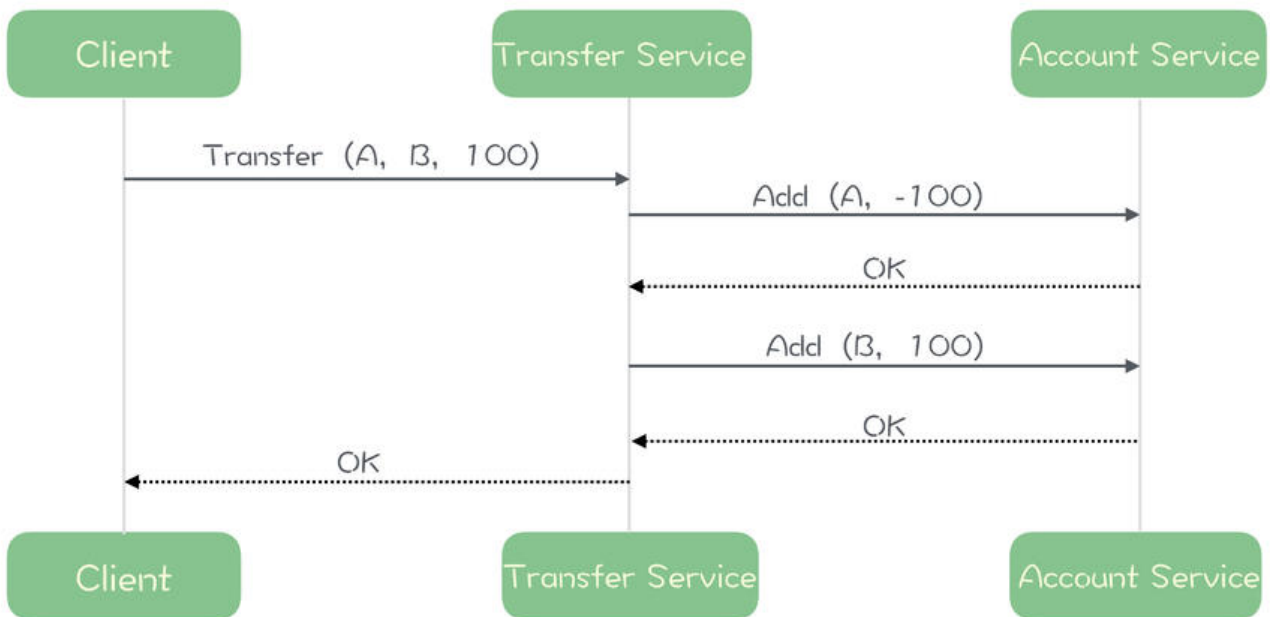 Client
Transfer Service
Account Service
Transfer (A, B, 100)
Add (A, -100)
OK
Add (B, 100)
OK
OK
Client
Transfer Service
Account Service